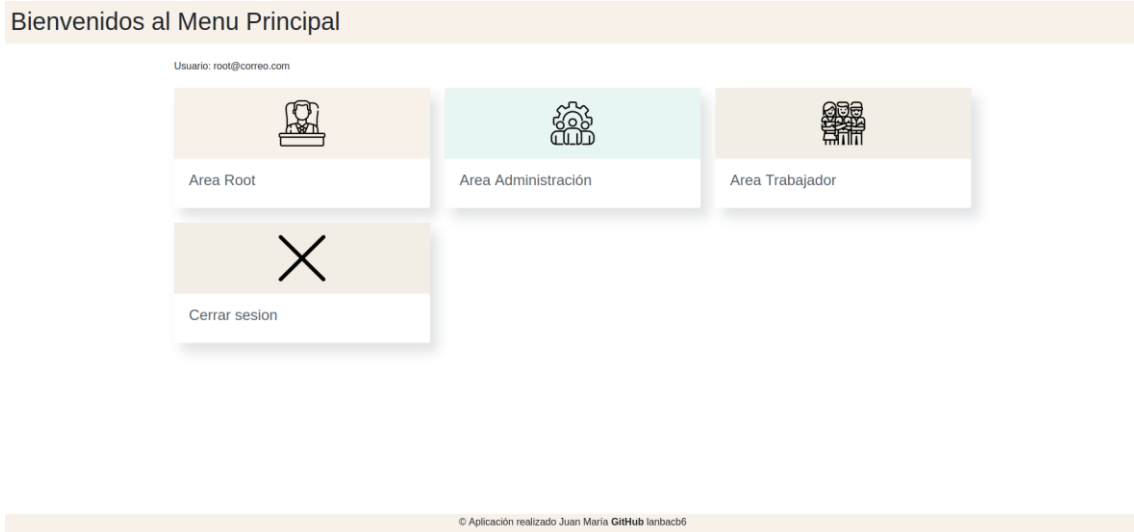 Bienvenidos al Menu Principal
Usuario: root@correo.com
Area Root
Area Administración
Area Trabajador
Cerrar sesion
© Aplicación realizado Juan María GitHub lanbacb6